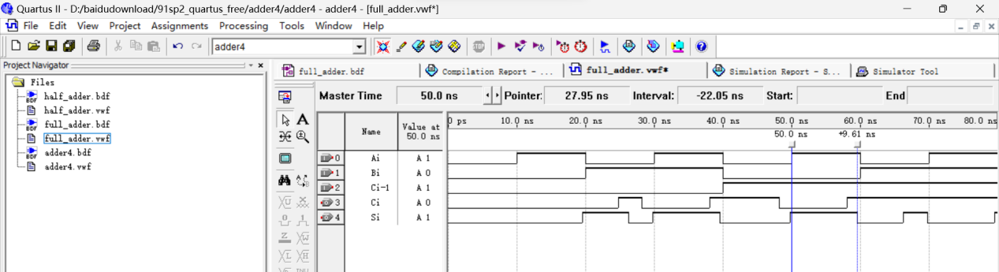 Quartus II - D:/baidudownload/91sp2_quartus_free/adder4/adder4 - adder4 - [full_adder.vwf*]
File Edit View Project Assignments Processing Tools Window Help
adder4
Project Navigator
Files
half_adder.bdf
half_adder.vwf
full_adder.bdf
full_adder.vwf
adder4.bdf
adder4.vwf
full_adder.bdf Compilation Report - ... full_adder.vwf* Simulation Report - S... Simulator Tool
Master Time 50.0 ns Pointer: 27.95 ns Interval: -22.05 ns Start: End
Name Value at 50.0 ns
0 ps 10.0 ns 20.0 ns 30.0 ns 40.0 ns 50.0 ns 60.0 ns 70.0 ns 80.0 ns
50.0 ns +9.61 ns
0 Ai A 1
1 Bi A 0
2 Ci-1 A 1
3 Ci A 0
4 Si A 1